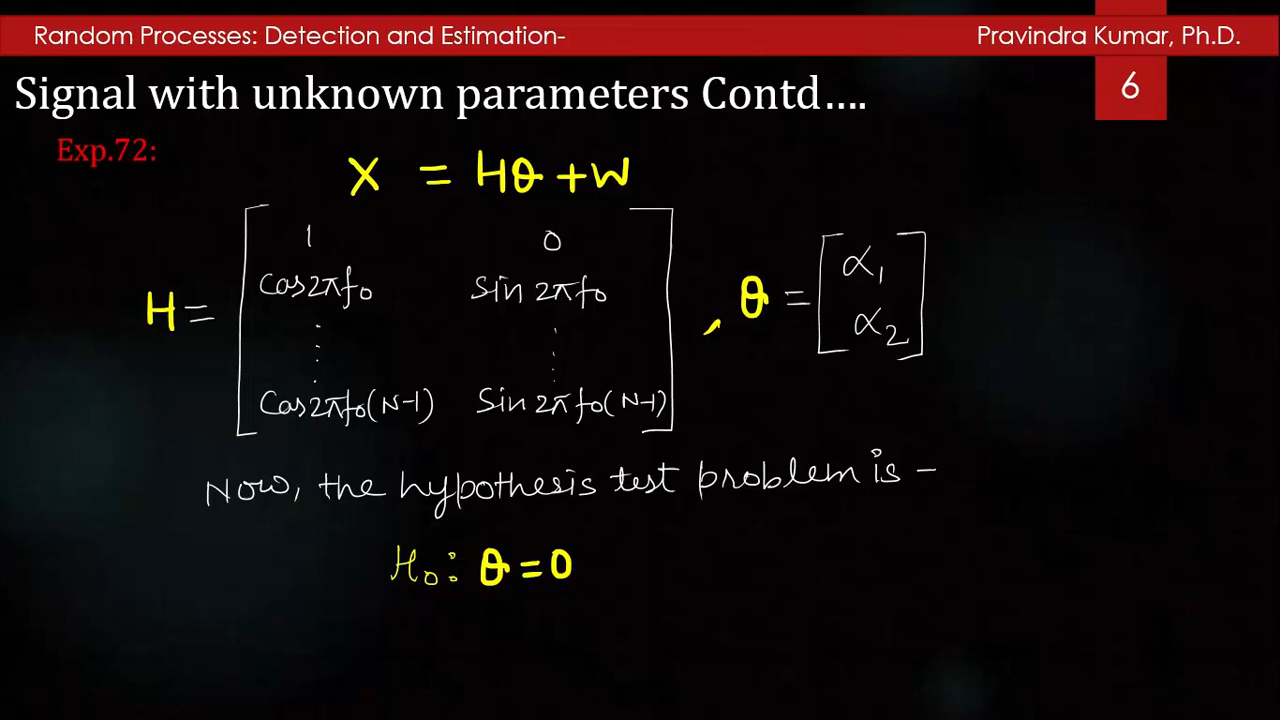 Random Processes: Detection and Estimation- Pravindra Kumar, Ph.D.
Signal with unknown parameters Contd…. 6
Exp.72:
X = Hθ + W
H = [ 1 0
cos2πf₀ sin 2πf₀
⋮ ⋮
Cos2πf₀(N-1) Sin 2πf₀(N-1) ] , θ = [ α₁
α₂ ]
Now, the hypothesis test problem is –
H₀: θ = 0